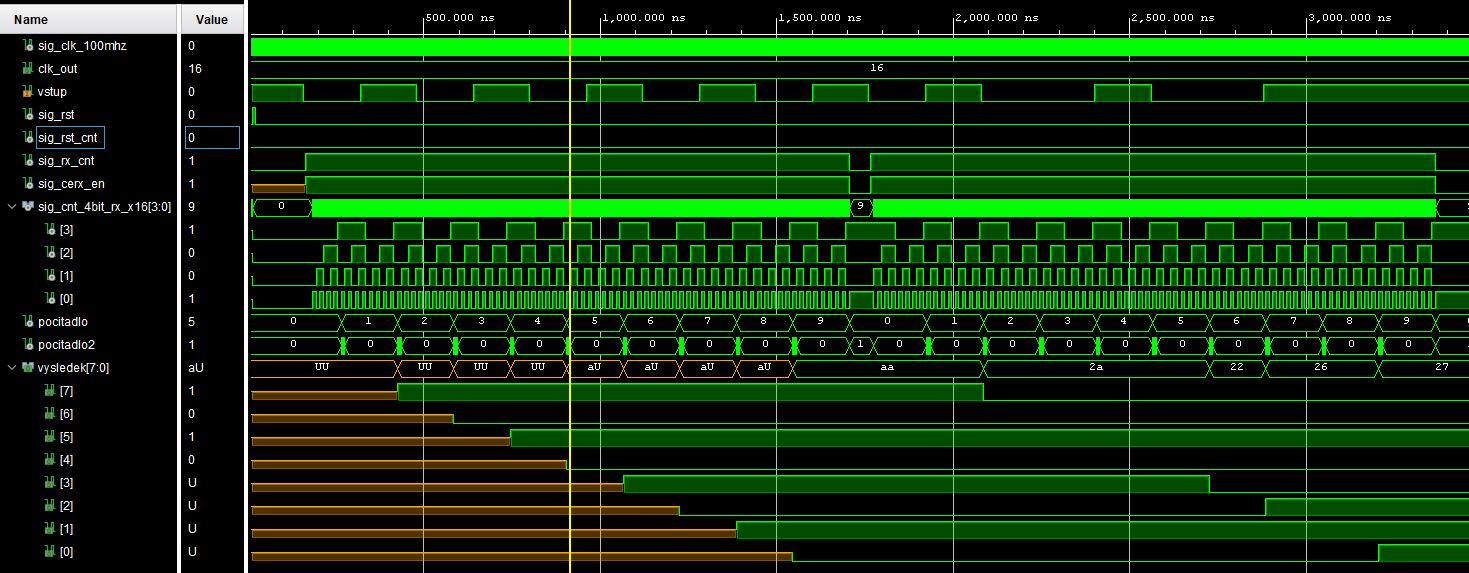 Name Value 500.000 ns 1,000.000 ns 1,500.000 ns 2,000.000 ns 2,500.000 ns 3,000.000 ns
sig_clk_100mhz 0
clk_out 16 16
vstup 0
sig_rst 0
sig_rst_cnt 0
sig_rx_cnt 1
sig_cerx_en 1
sig_cnt_4bit_rx_x16[3:0] 9 0 9
[3] 1
[2] 0
[1] 0
[0] 1
pocitadlo 5 0 1 2 3 4 5 6 7 8 9 0 1 2 3 4 5 6 7 8 9
pocitadlo2 1 0 0 0 0 0 0 0 0 0 0 1 0 0 0 0 0 0 0 0 0 0
vysledek[7:0] aU UU UU UU UU aU aU aU aU aa 2a 22 26 27
[7] 1
[6] 0
[5] 1
[4] 0
[3] U
[2] U
[1] U
[0] U